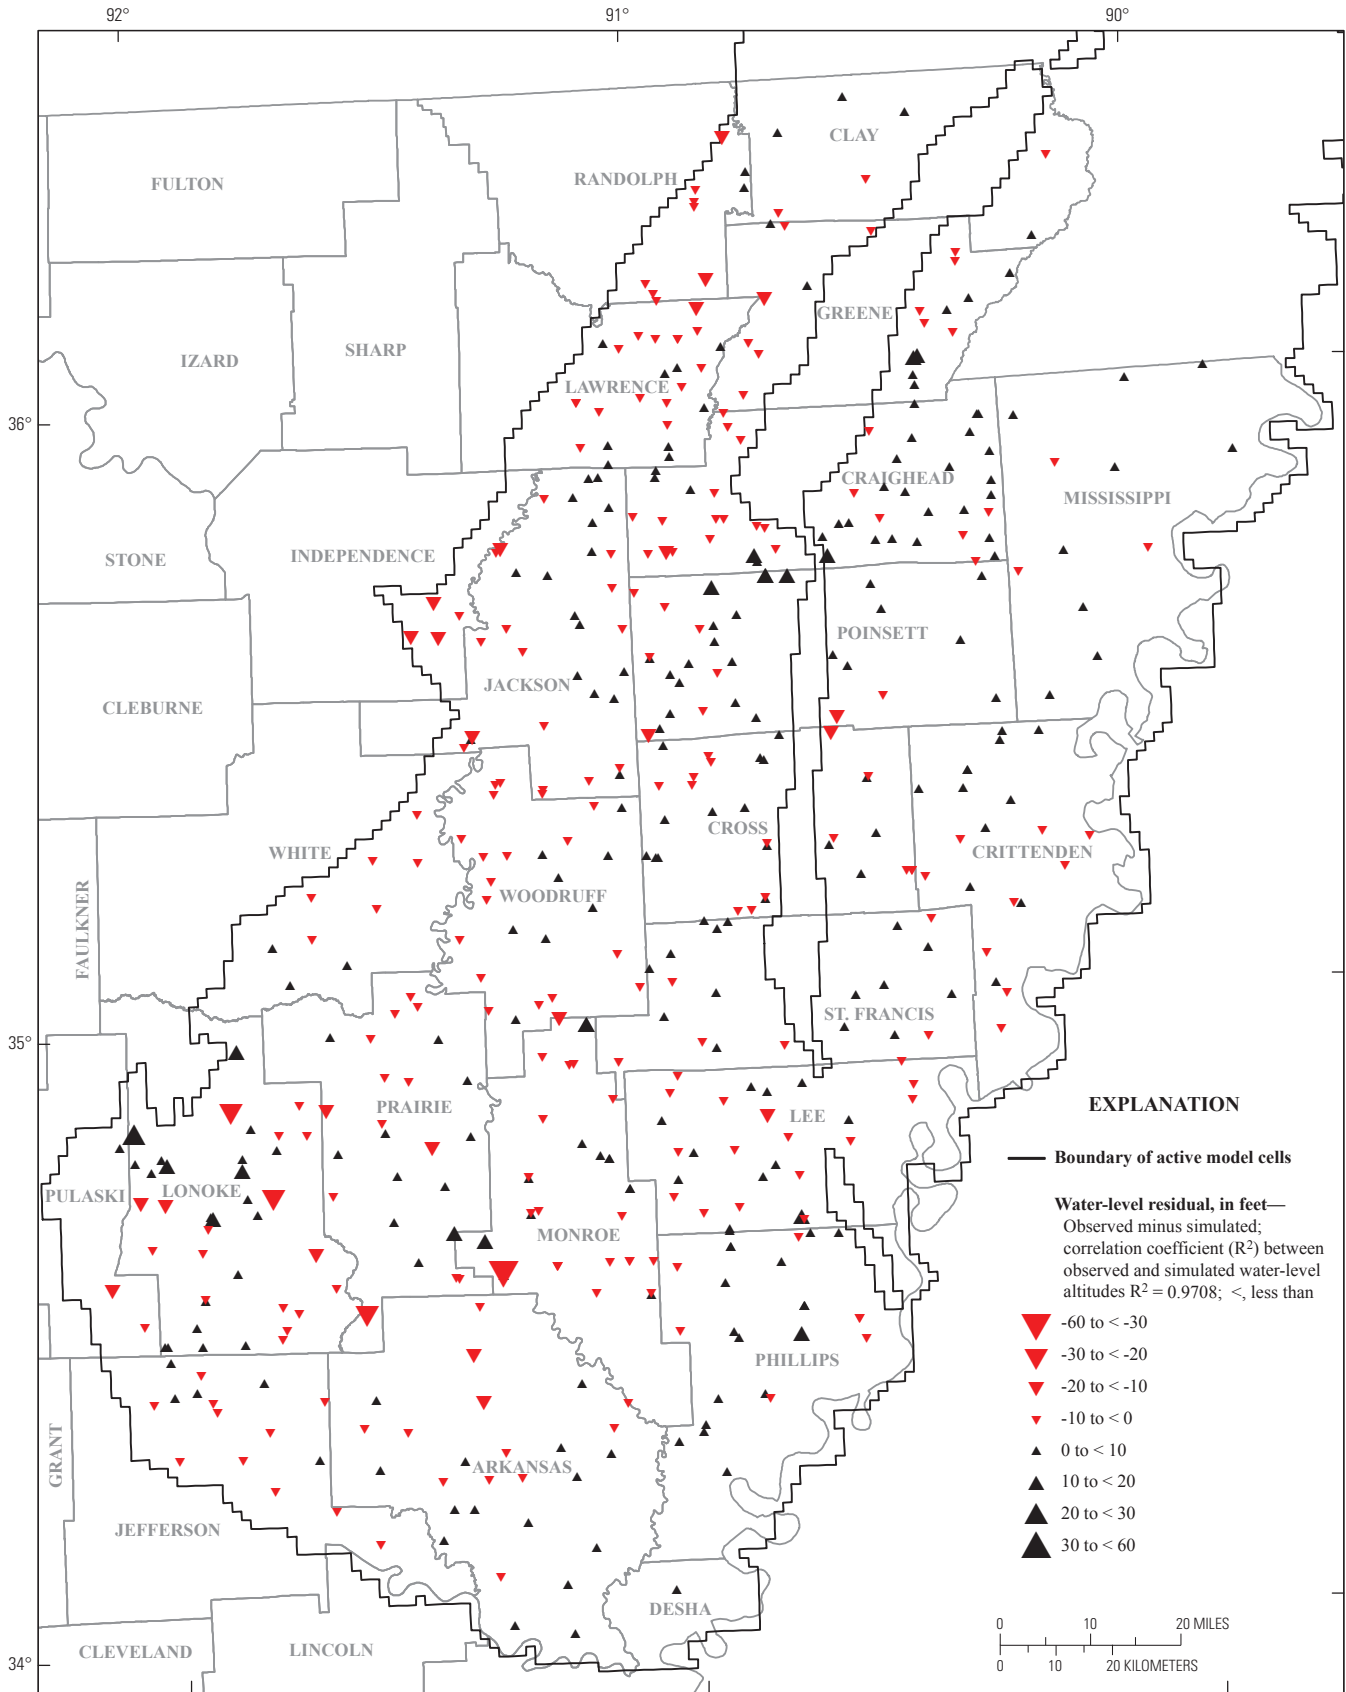 92°
91°
90°
CLAY
FULTON
RANDOLPH
GREENE
IZARD
SHARP
LAWRENCE
36°
CRAIGHEAD
MISSISSIPPI
STONE
INDEPENDENCE
POINSETT
JACKSON
CLEBURNE
CROSS
WHITE
CRITTENDEN
WOODRUFF
FAULKNER
ST. FRANCIS
35°
PRAIRIE
LEE
PULASKI
LONOKE
MONROE
PHILLIPS
GRANT
ARKANSAS
JEFFERSON
DESHA
CLEVELAND
LINCOLN
34°
EXPLANATION
Boundary of active model cells
Water-level residual, in feet—
Observed minus simulated;
correlation coefficient (R²) between
observed and simulated water-level
altitudes R² = 0.9708; <, less than
-60 to < -30
-30 to < -20
-20 to < -10
-10 to < 0
0 to < 10
10 to < 20
20 to < 30
30 to < 60
0 10 20 MILES
0 10 20 KILOMETERS